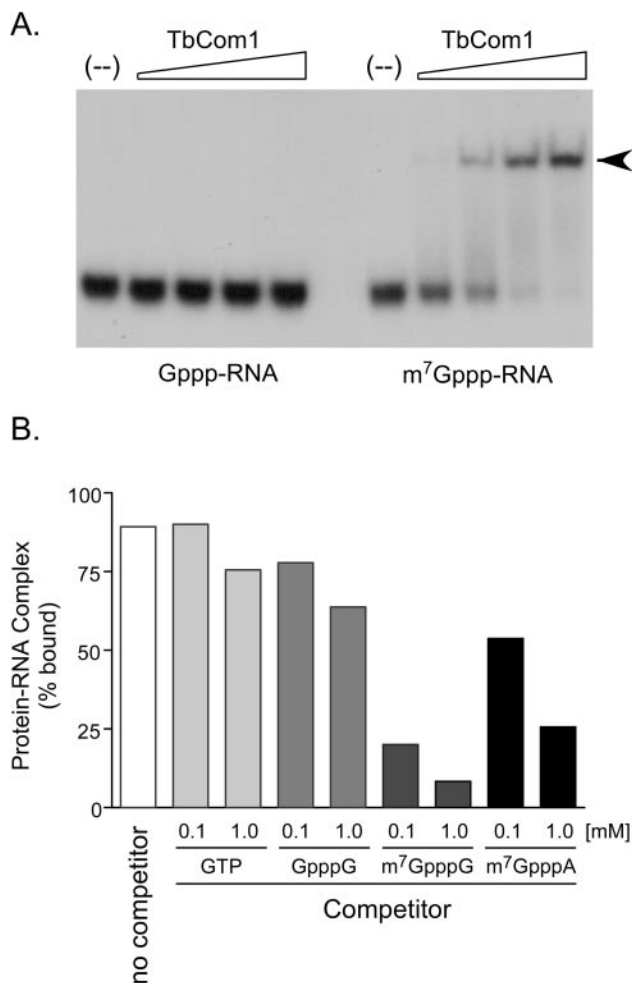 A.
TbCom1 TbCom1
(--) (--)
Gppp-RNA m⁷Gppp-RNA
B.
Protein-RNA Complex
(% bound)
100
75
50
25
0
0.1 1.0 0.1 1.0 0.1 1.0 0.1 1.0 [mM]
no competitor
GTP GpppG m⁷GpppG m⁷GpppA
Competitor